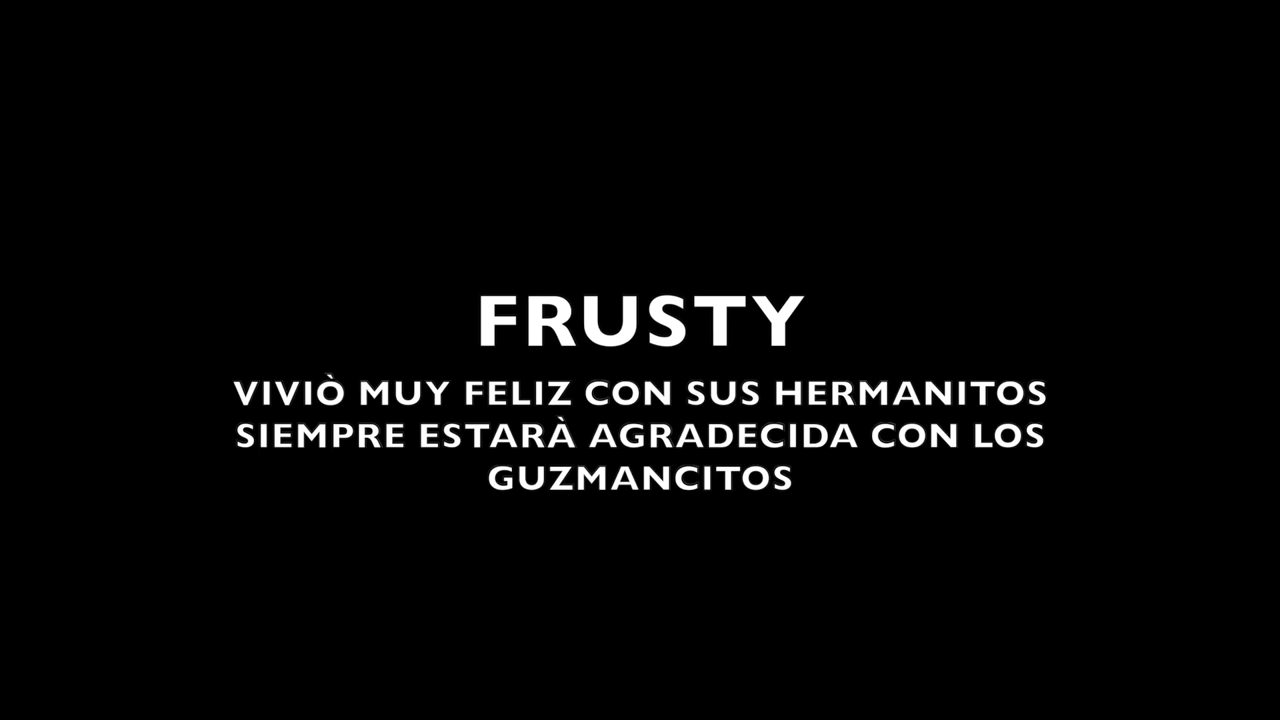 FRUSTY
VIVIÒ MUY FELIZ CON SUS HERMANITOS
SIEMPRE ESTARÀ AGRADECIDA CON LOS
GUZMANCITOS